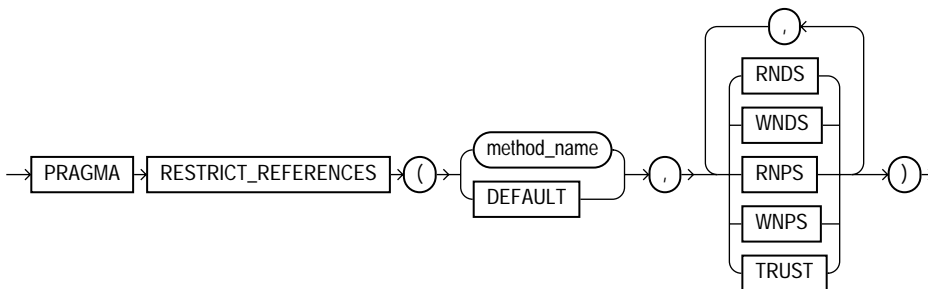 ,
RNDS
WNDS
method_name
PRAGMA RESTRICT_REFERENCES ( , RNPS )
DEFAULT
WNPS
TRUST